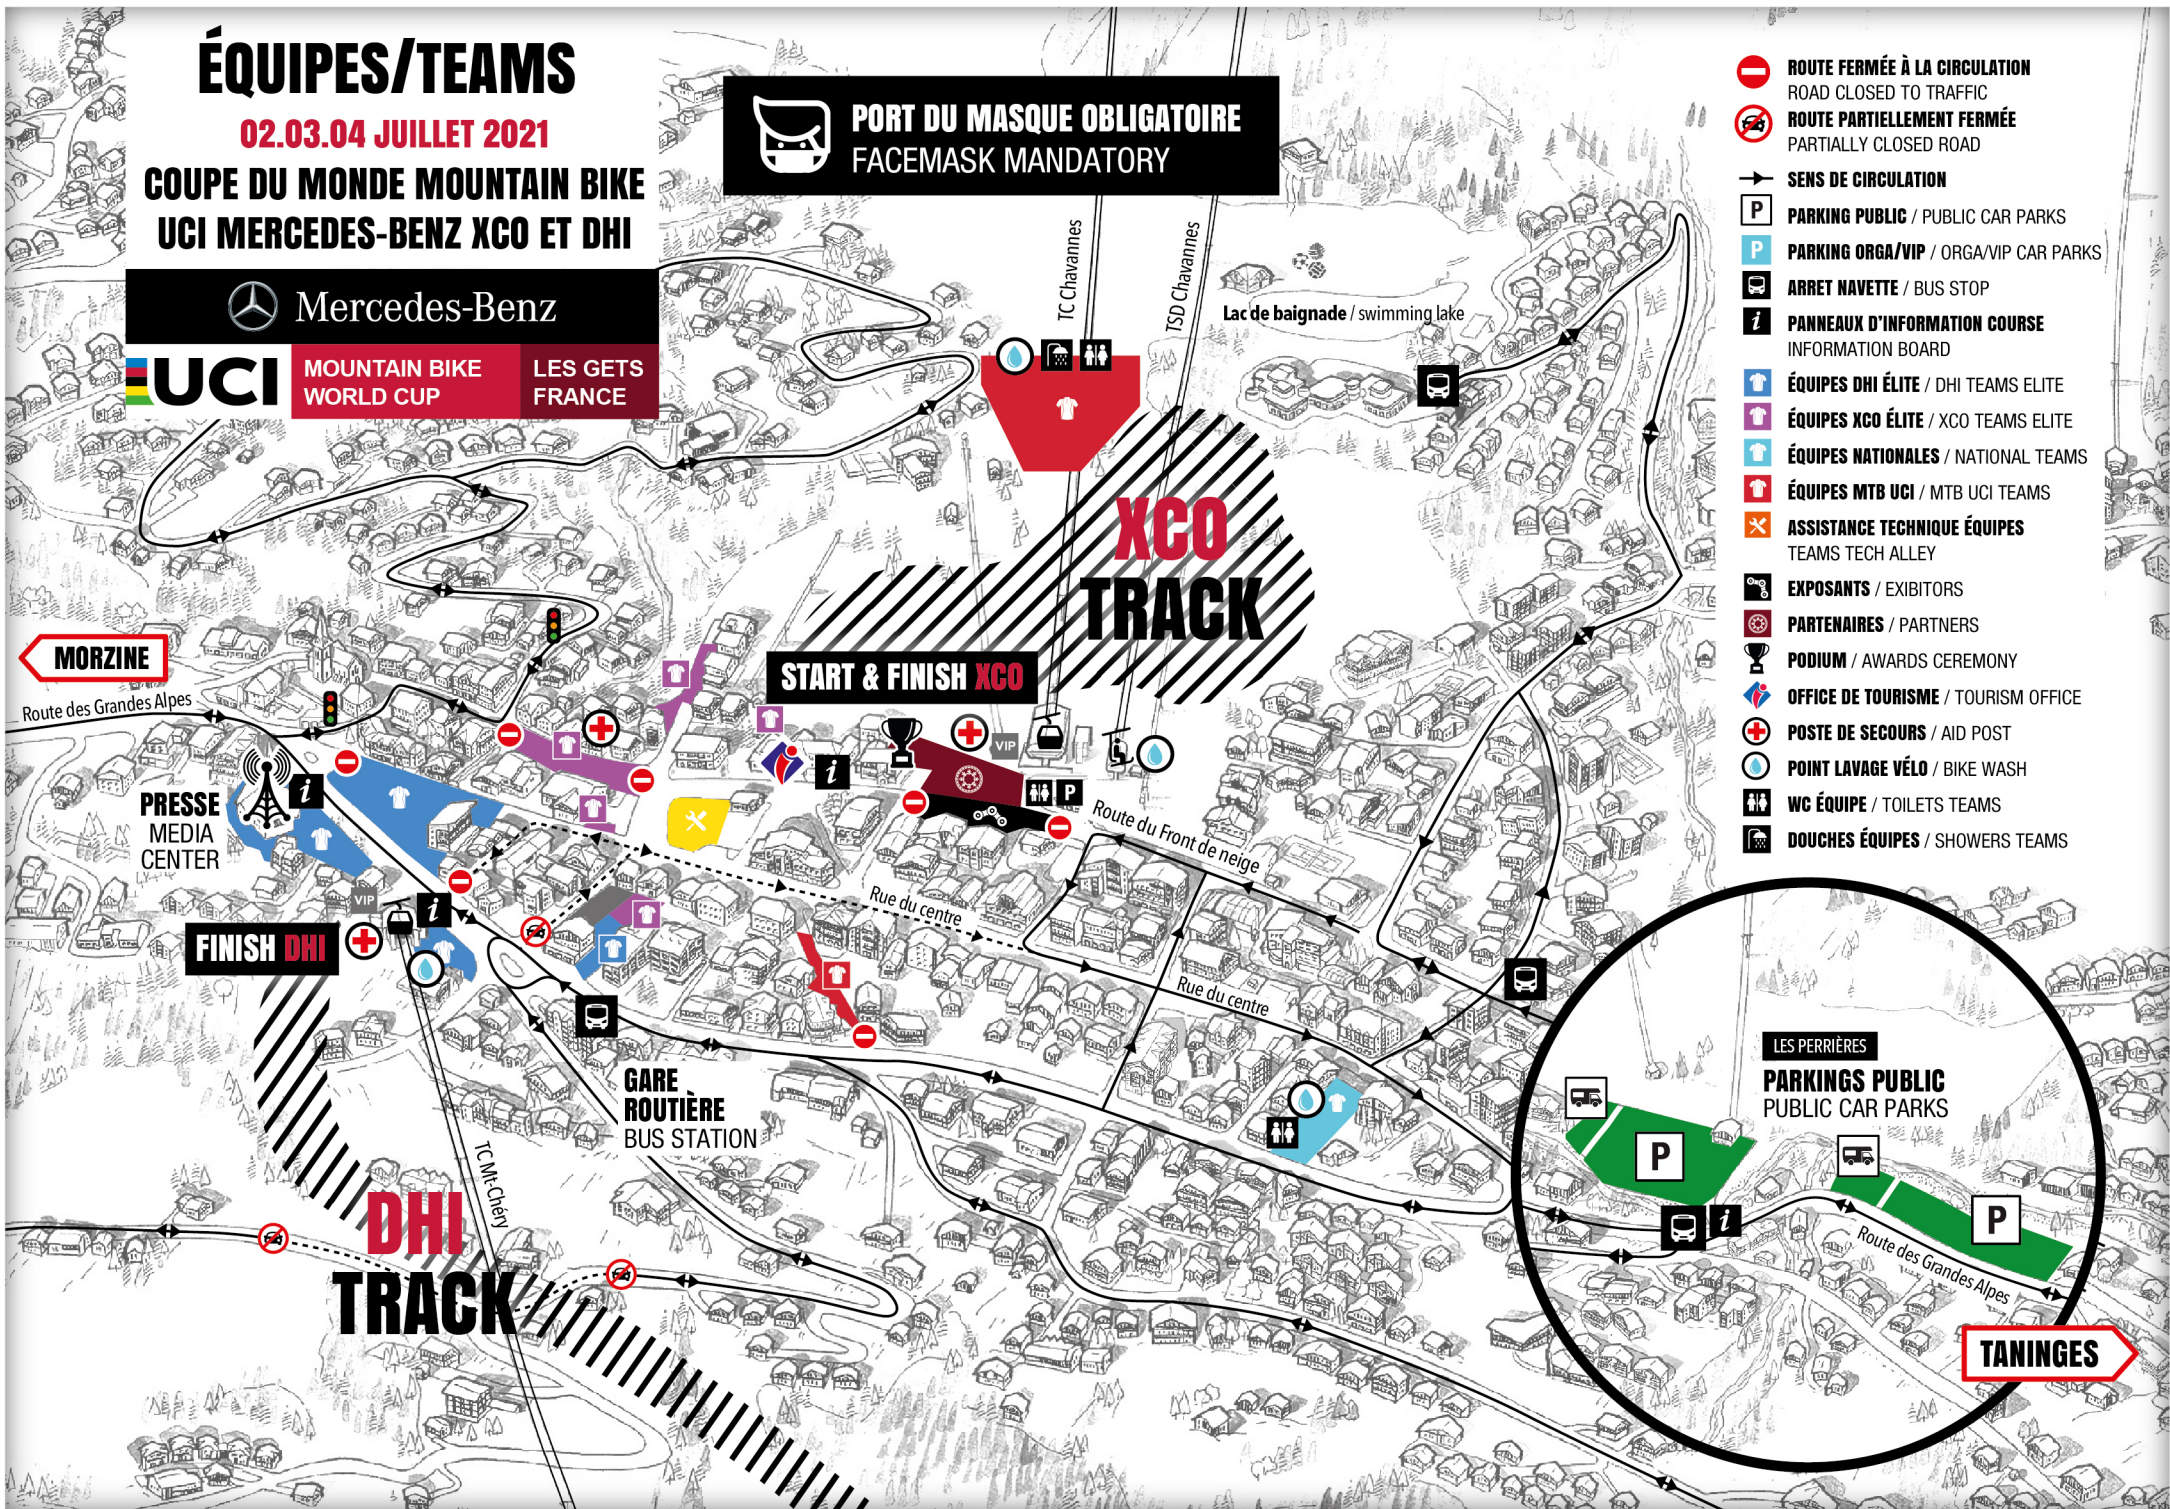 ÉQUIPES/TEAMS
02.03.04 JUILLET 2021
COUPE DU MONDE MOUNTAIN BIKE
UCI MERCEDES-BENZ XCO ET DHI
Mercedes-Benz
UCI
MOUNTAIN BIKE
WORLD CUP
LES GETS
FRANCE
PORT DU MASQUE OBLIGATOIRE
FACEMASK MANDATORY
ROUTE FERMÉE À LA CIRCULATION
ROAD CLOSED TO TRAFFIC
ROUTE PARTIELLEMENT FERMÉE
PARTIALLY CLOSED ROAD
SENS DE CIRCULATION
P PARKING PUBLIC / PUBLIC CAR PARKS
P PARKING ORGA/VIP / ORGA/VIP CAR PARKS
ARRET NAVETTE / BUS STOP
i PANNEAUX D'INFORMATION COURSE
INFORMATION BOARD
ÉQUIPES DHI ÉLITE / DHI TEAMS ELITE
ÉQUIPES XCO ÉLITE / XCO TEAMS ELITE
ÉQUIPES NATIONALES / NATIONAL TEAMS
ÉQUIPES MTB UCI / MTB UCI TEAMS
ASSISTANCE TECHNIQUE ÉQUIPES
TEAMS TECH ALLEY
EXPOSANTS / EXIBITORS
PARTENAIRES / PARTNERS
PODIUM / AWARDS CEREMONY
OFFICE DE TOURISME / TOURISM OFFICE
POSTE DE SECOURS / AID POST
POINT LAVAGE VÉLO / BIKE WASH
WC ÉQUIPE / TOILETS TEAMS
DOUCHES ÉQUIPES / SHOWERS TEAMS
TC Chavannes
TSD Chavannes
Lac de baignade / swimming lake
XCO
TRACK
START & FINISH XCO
MORZINE
Route des Grandes Alpes
PRESSE
MEDIA
CENTER
i
i
VIP
P
i
VIP
i
Route du Front de neige
Rue du centre
Rue du centre
FINISH DHI
GARE
ROUTIÈRE
BUS STATION
TC Mt-Chéry
DHI
TRACK
LES PERRIÈRES
PARKINGS PUBLIC
PUBLIC CAR PARKS
P
P
i
Route des Grandes Alpes
TANINGES